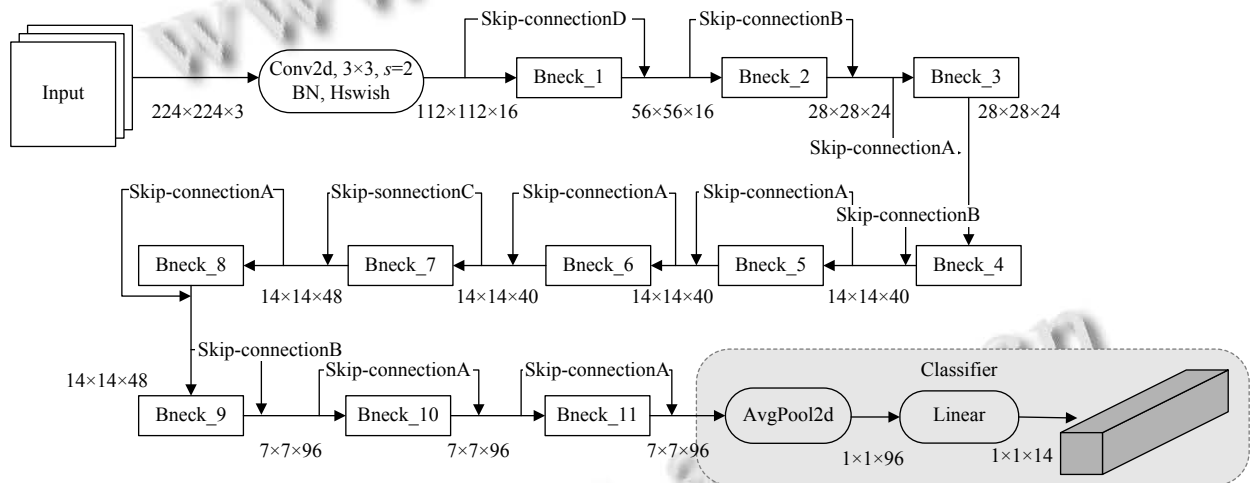 Skip-connectionD
Skip-connectionB
Input
Conv2d, 3×3, s=2
BN, Hswish
Bneck_1
Bneck_2
Bneck_3
224×224×3
112×112×16
56×56×16
28×28×24
28×28×24
Skip-connectionA
Skip-connectionA
Skip-sonnectionC
Skip-connectionA
Skip-connectionA
Skip-connectionB
Bneck_8
Bneck_7
Bneck_6
Bneck_5
Bneck_4
14×14×48
14×14×40
14×14×40
14×14×40
Skip-connectionB
Skip-connectionA
Skip-connectionA
Classifier
14×14×48
Bneck_9
Bneck_10
Bneck_11
AvgPool2d
Linear
7×7×96
7×7×96
7×7×96
1×1×96
1×1×14